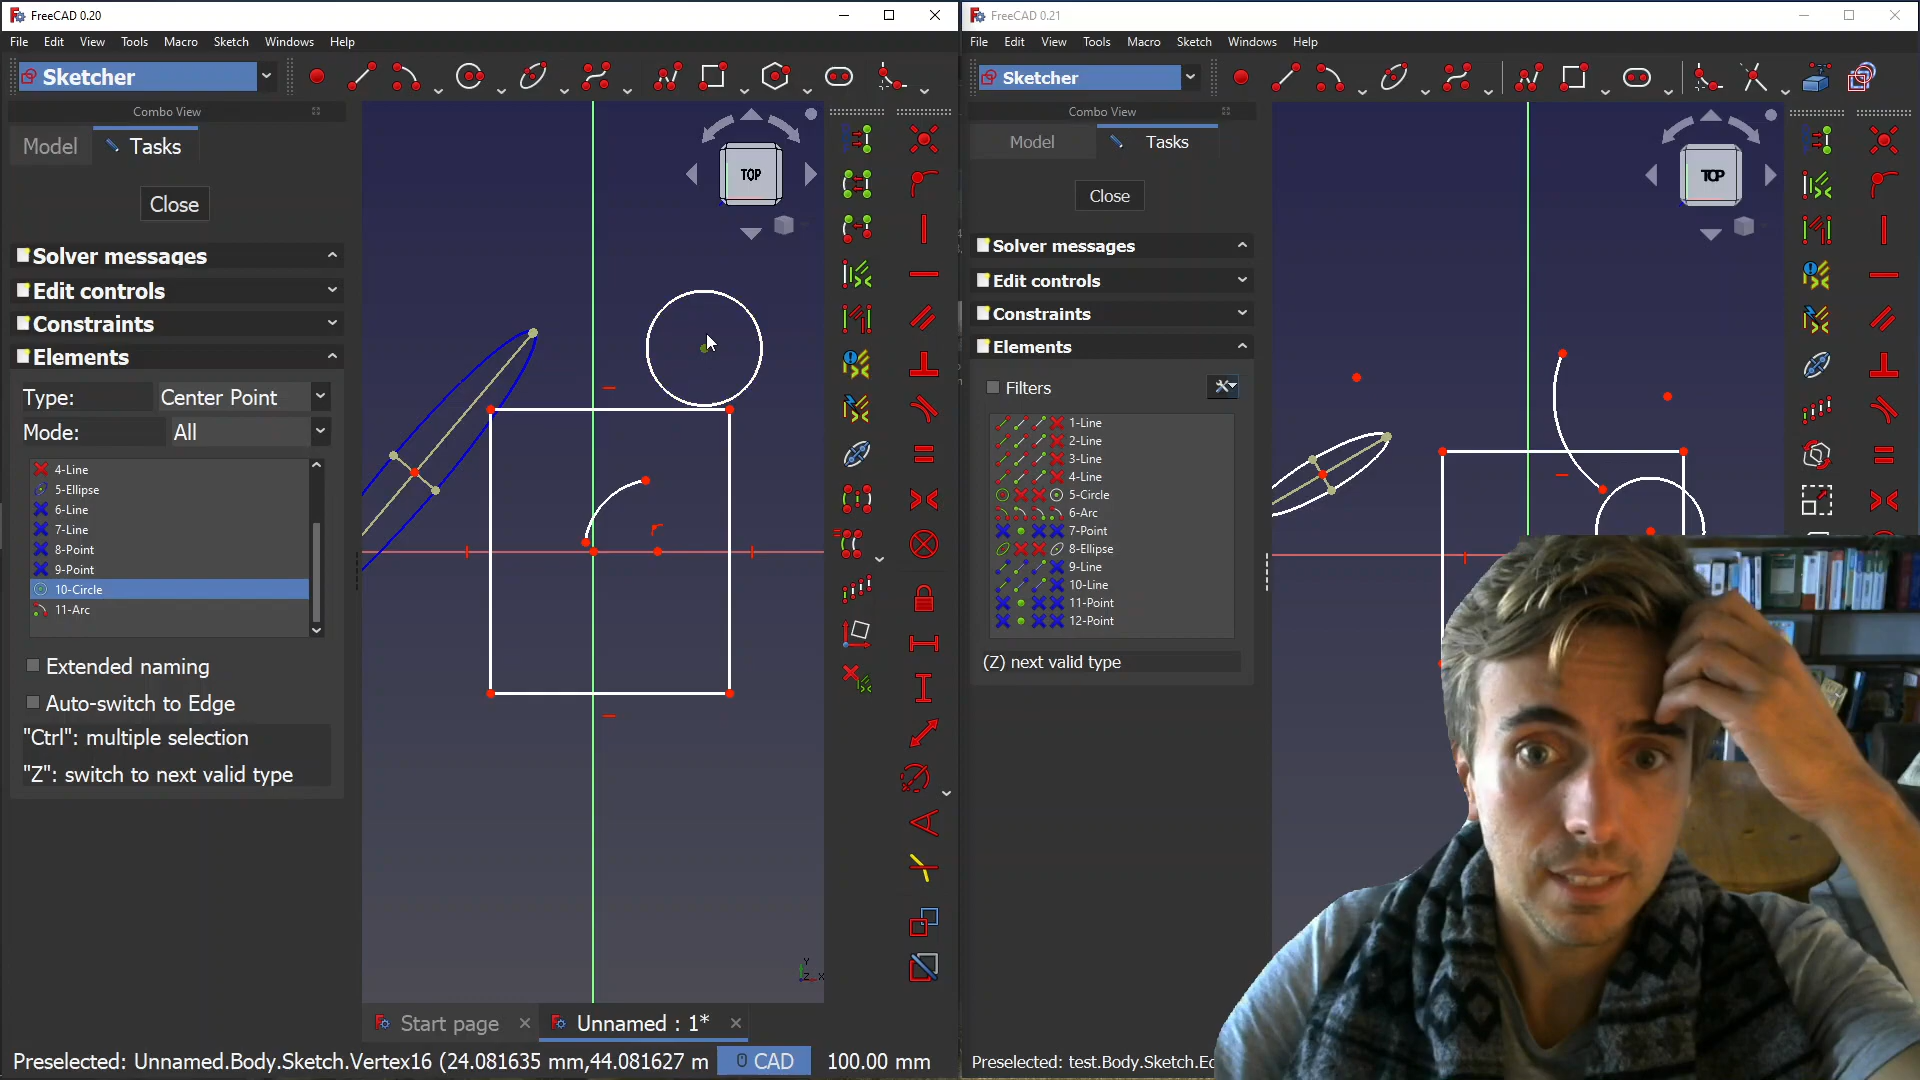 FreeCAD 0.20
File Edit View Tools Macro Sketch Windows Help
Sketcher
Combo View
Model
Tasks
Close
Solver messages
Edit controls
Constraints
Elements
Type:
Center Point
Mode:
All
4-Line
5-Ellipse
6-Line
7-Line
8-Point
9-Point
10-Circle
11-Arc
Extended naming
Auto-switch to Edge
"Ctrl": multiple selection
"Z": switch to next valid type
TOP
Y
Z X
Start page
Unnamed : 1*
Preselected: Unnamed.Body.Sketch.Vertex16 (24.081635 mm,44.081627 m
CAD
100.00 mm
FreeCAD 0.21
File Edit View Tools Macro Sketch Windows Help
Sketcher
Combo View
Model
Tasks
Close
Solver messages
Edit controls
Constraints
Elements
Filters
1-Line
2-Line
3-Line
4-Line
5-Circle
6-Arc
7-Point
8-Ellipse
9-Line
10-Line
11-Point
12-Point
(Z) next valid type
TOP
Preselected: test.Body.Sketch.Ec